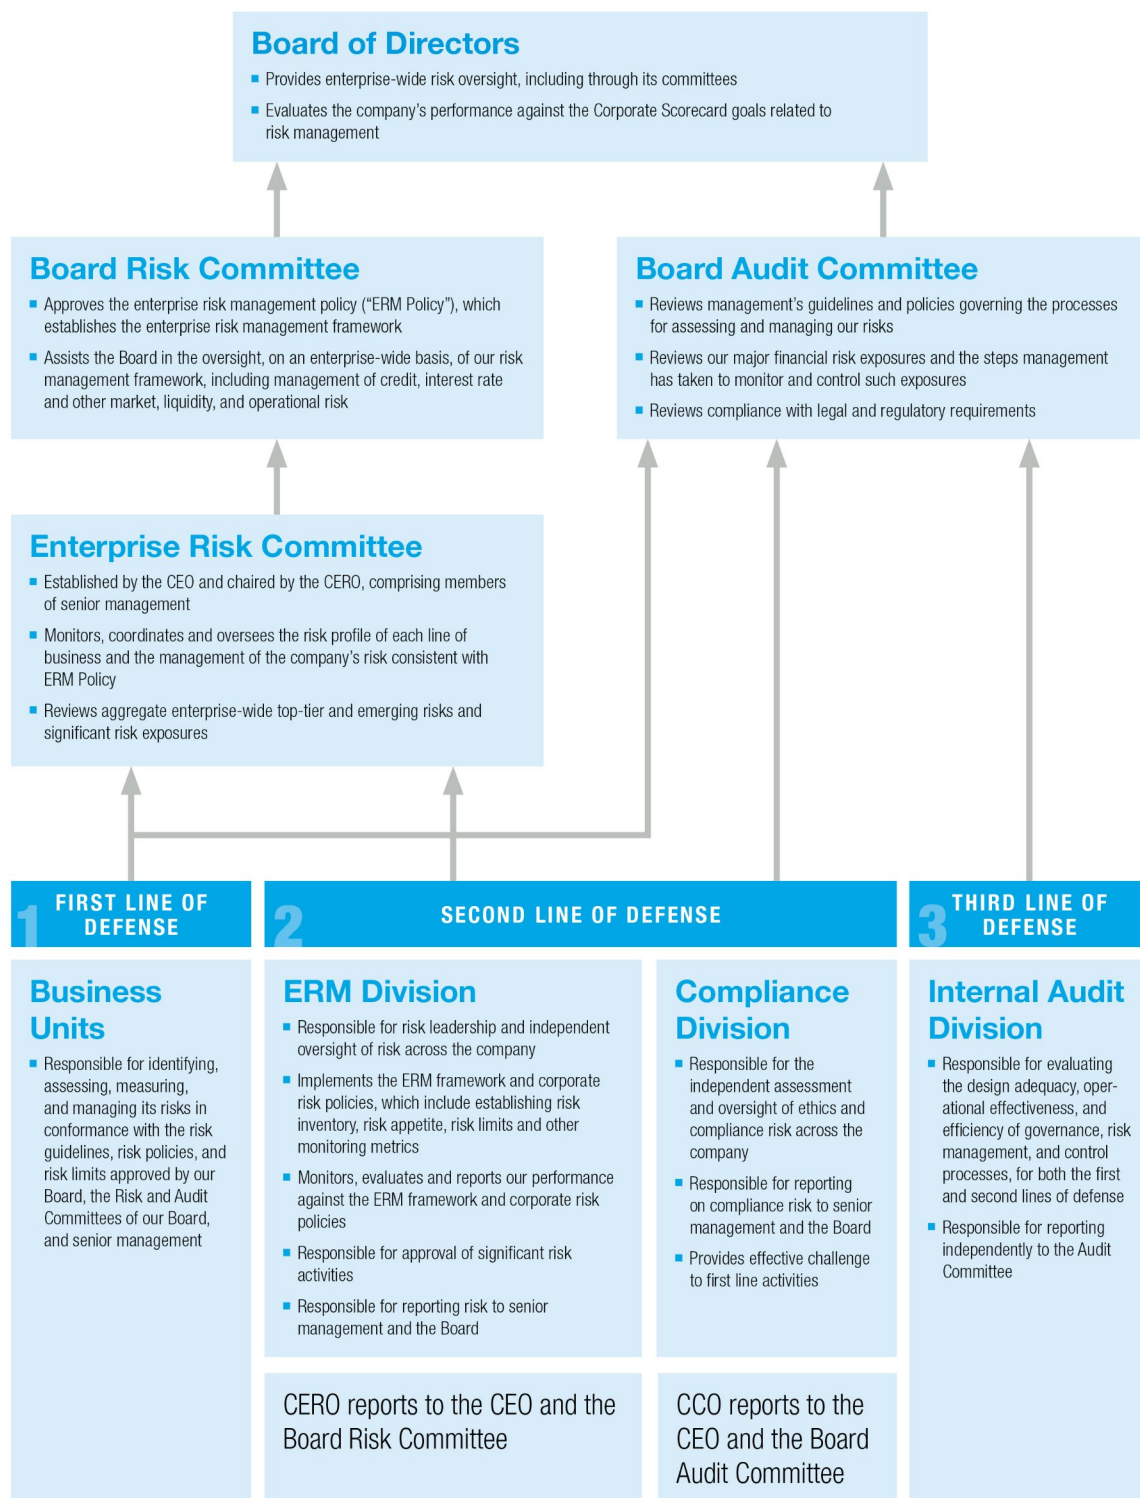 Board of Directors
▪ Provides enterprise-wide risk oversight, including through its committees
▪ Evaluates the company’s performance against the Corporate Scorecard goals related to
risk management
Board Risk Committee
▪ Approves the enterprise risk management policy (“ERM Policy”), which
establishes the enterprise risk management framework
▪ Assists the Board in the oversight, on an enterprise-wide basis, of our risk
management framework, including management of credit, interest rate
and other market, liquidity, and operational risk
Board Audit Committee
▪ Reviews management’s guidelines and policies governing the processes
for assessing and managing our risks
▪ Reviews our major financial risk exposures and the steps management
has taken to monitor and control such exposures
▪ Reviews compliance with legal and regulatory requirements
Enterprise Risk Committee
▪ Established by the CEO and chaired by the CERO, comprising members
of senior management
▪ Monitors, coordinates and oversees the risk profile of each line of
business and the management of the company’s risk consistent with
ERM Policy
▪ Reviews aggregate enterprise-wide top-tier and emerging risks and
significant risk exposures
1
FIRST LINE OF
DEFENSE
Business
Units
▪ Responsible for identifying,
assessing, measuring,
and managing its risks in
conformance with the risk
guidelines, risk policies, and
risk limits approved by our
Board, the Risk and Audit
Committees of our Board,
and senior management
2
SECOND LINE OF DEFENSE
ERM Division
▪ Responsible for risk leadership and independent
oversight of risk across the company
▪ Implements the ERM framework and corporate
risk policies, which include establishing risk
inventory, risk appetite, risk limits and other
monitoring metrics
▪ Monitors, evaluates and reports our performance
against the ERM framework and corporate risk
policies
▪ Responsible for approval of significant risk
activities
▪ Responsible for reporting risk to senior
management and the Board
CERO reports to the CEO and the
Board Risk Committee
Compliance
Division
▪ Responsible for the
independent assessment
and oversight of ethics and
compliance risk across the
company
▪ Responsible for reporting
on compliance risk to senior
management and the Board
▪ Provides effective challenge
to first line activities
CCO reports to the
CEO and the Board
Audit Committee
3
THIRD LINE OF
DEFENSE
Internal Audit
Division
▪ Responsible for evaluating
the design adequacy, oper-
ational effectiveness, and
efficiency of governance, risk
management, and control
processes, for both the first
and second lines of defense
▪ Responsible for reporting
independently to the Audit
Committee